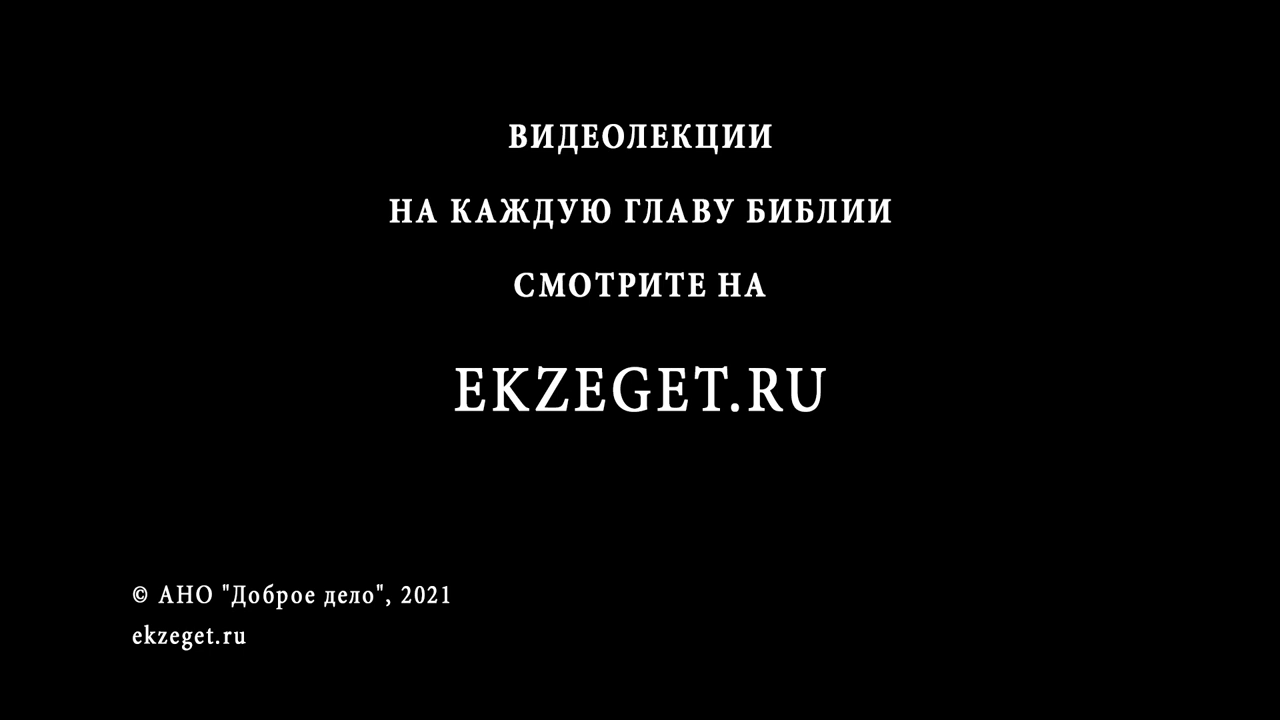 ВИДЕОЛЕКЦИИ
НА КАЖДУЮ ГЛАВУ БИБЛИИ
СМОТРИТЕ НА
EKZEGET.RU
© АНО "Доброе дело", 2021
ekzeget.ru